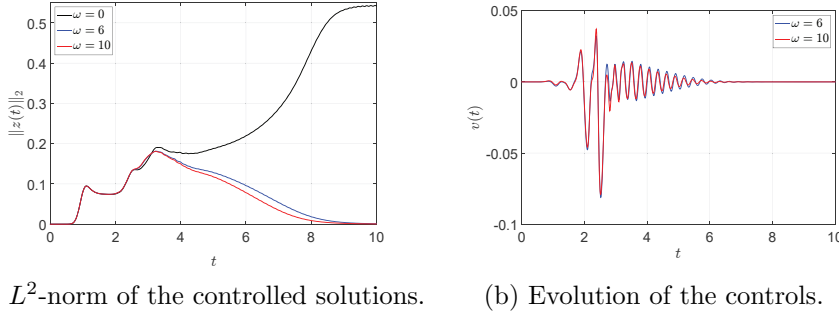 ω = 0
ω = 6
ω = 10
0.5
0.4
0.3
0.2
0.1
0
0 2 4 6 8 10
t
||z(t)||₂
L²-norm of the controlled solutions.
ω = 6
ω = 10
0.05
0
-0.05
-0.1
0 2 4 6 8 10
t
v(t)
(b) Evolution of the controls.